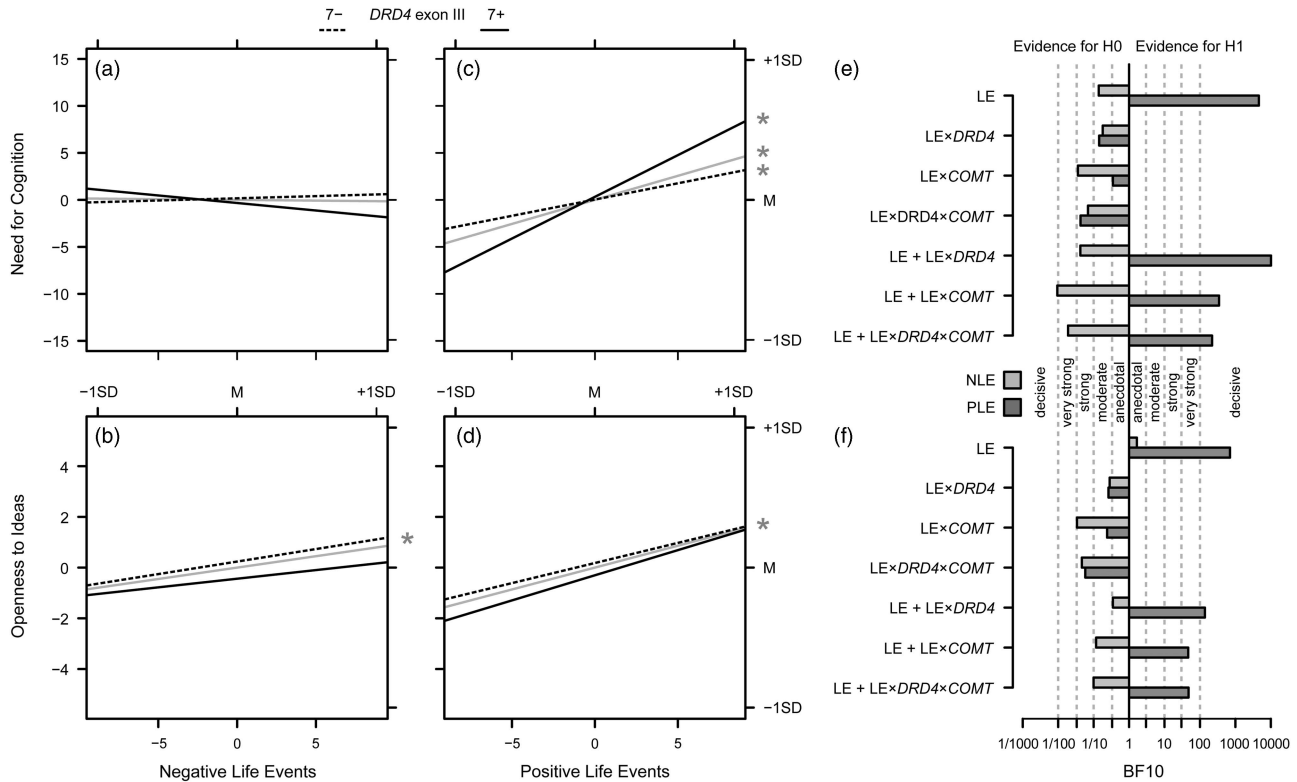 7− DRD4 exon III 7+
(a)
(c)
15
10
5
0
−5
−10
−15
Need for Cognition
+1SD
M
−1SD
*
*
*
−1SD M +1SD
−1SD M +1SD
(b)
(d)
4
2
0
−2
−4
Openness to Ideas
*
*
+1SD
M
−1SD
−5 0 5
−5 0 5
Negative Life Events
Positive Life Events
Evidence for H0 Evidence for H1
(e)
LE
LE×DRD4
LE×COMT
LE×DRD4×COMT
LE + LE×DRD4
LE + LE×COMT
LE + LE×DRD4×COMT
NLE
PLE
decisive
very strong
strong
moderate
anecdotal
anecdotal
moderate
strong
very strong
decisive
(f)
LE
LE×DRD4
LE×COMT
LE×DRD4×COMT
LE + LE×DRD4
LE + LE×COMT
LE + LE×DRD4×COMT
1/1000 1/100 1/10 1 10 100 1000 10000
BF10